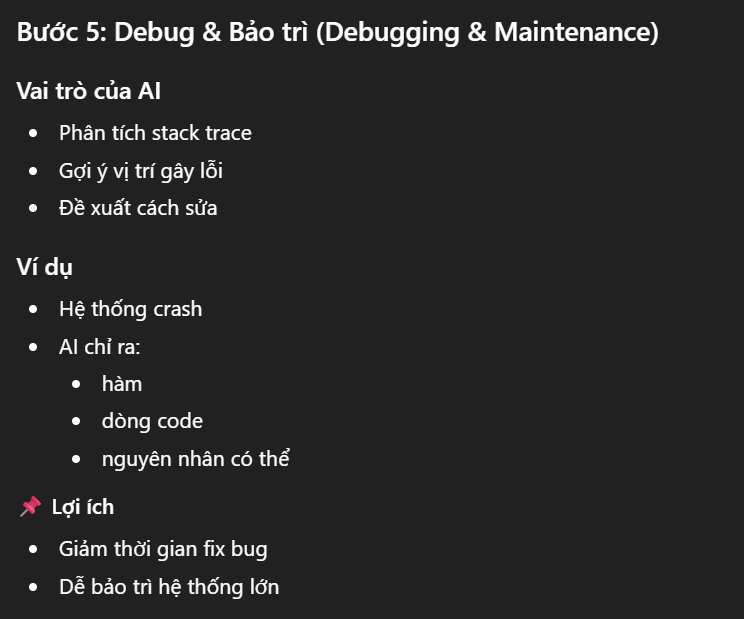 Bước 5: Debug & Bảo trì (Debugging & Maintenance)
Vai trò của AI
• Phân tích stack trace
• Gợi ý vị trí gây lỗi
• Đề xuất cách sửa
Ví dụ
• Hệ thống crash
• AI chỉ ra:
• hàm
• dòng code
• nguyên nhân có thể
📌 Lợi ích
• Giảm thời gian fix bug
• Dễ bảo trì hệ thống lớn